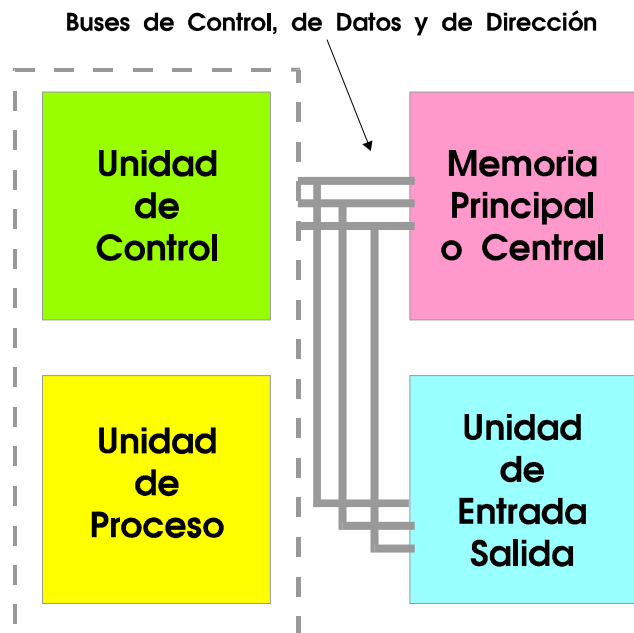 Buses de Control, de Datos y de Dirección
Unidad
de
Control
Memoria
Principal
o Central
Unidad
de
Proceso
Unidad
de
Entrada
Salida